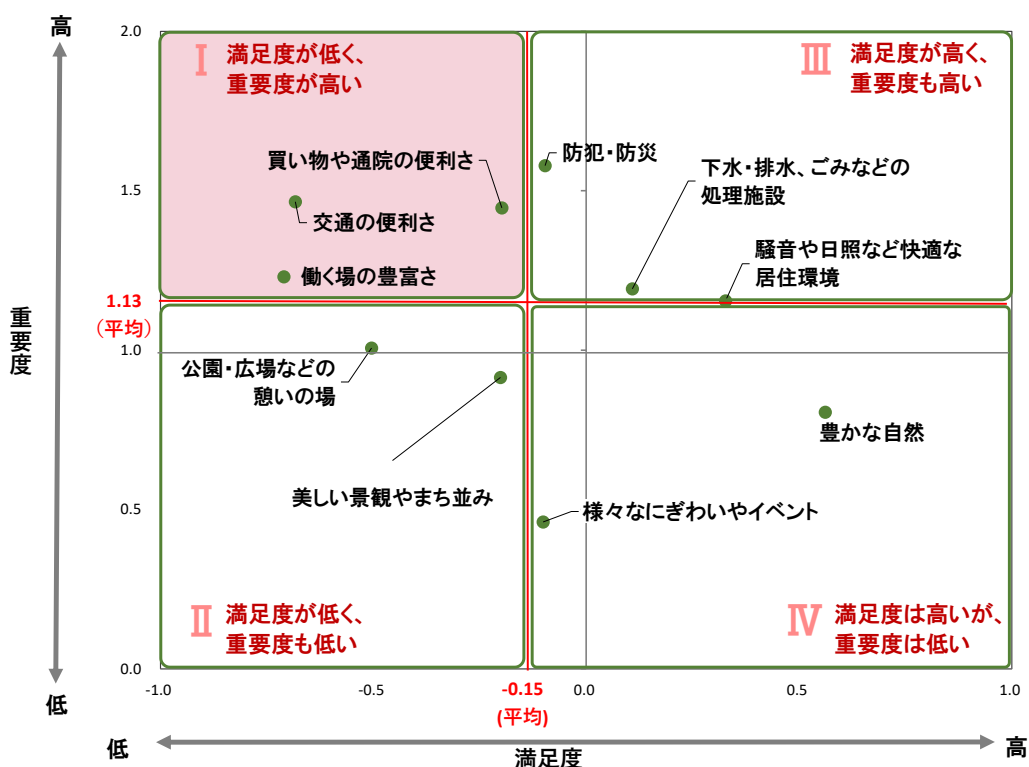 高
2.0
Ⅰ
満足度が低く、
重要度が高い
Ⅲ
満足度が高く、
重要度も高い
買い物や通院の便利さ
防犯・防災
下水・排水、ごみなどの
処理施設
1.5
交通の便利さ
騒音や日照など快適な
居住環境
働く場の豊富さ
1.13
(平均)
重要度
1.0
公園・広場などの
憩いの場
豊かな自然
美しい景観やまち並み
0.5
様々なにぎわいやイベント
Ⅱ
満足度が低く、
重要度も低い
Ⅳ
満足度は高いが、
重要度は低い
0.0
低
-1.0
-0.5
-0.15
(平均)
0.0
0.5
1.0
低
満足度
高